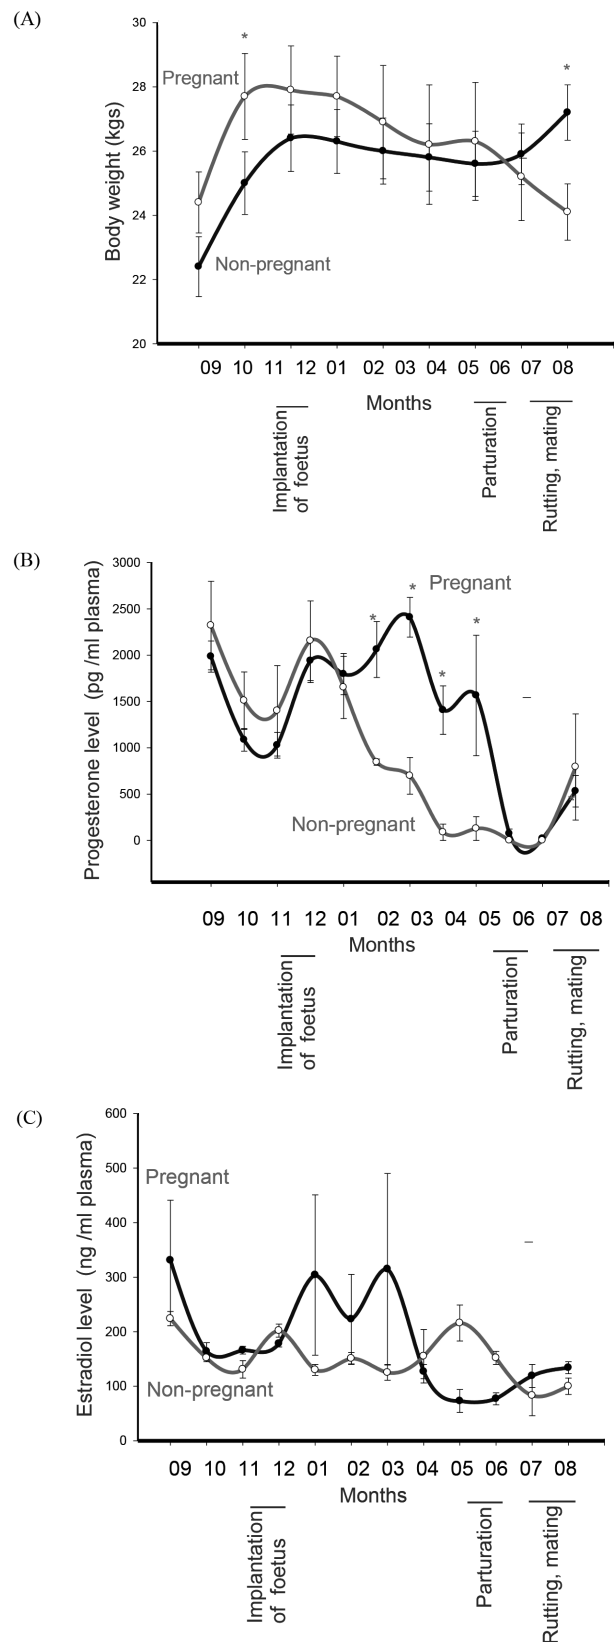 (A)
30
28
26
24
22
20
Body weight (kgs)
*
*
Pregnant
Non-pregnant
09 10 11 12 01 02 03 04 05 06 07 08
Months
Implantation
of foetus
Parturation
Rutting, mating
(B)
3000
2500
2000
1500
1000
500
0
Progesterone level (pg /ml plasma)
*
*
*
*
Pregnant
Non-pregnant
09 10 11 12 01 02 03 04 05 06 07 08
Months
Implantation
of foetus
Parturation
Rutting, mating
(C)
600
500
400
300
200
100
0
Estradiol level (ng /ml plasma)
Pregnant
Non-pregnant
09 10 11 12 01 02 03 04 05 06 07 08
Months
Implantation
of foetus
Parturation
Rutting, mating